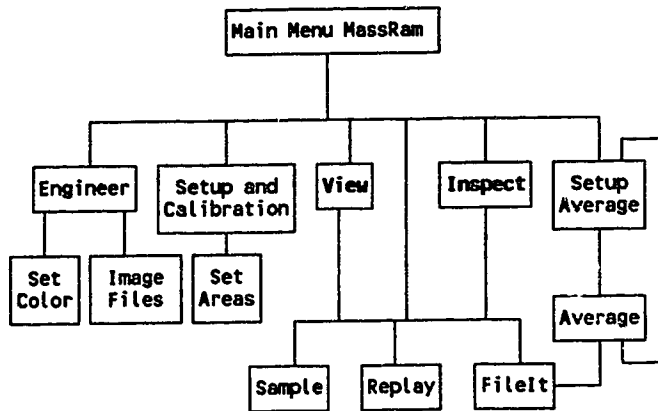 Main Menu MassRam
Engineer
Setup and
Calibration
View
Inspect
Setup
Average
Set
Color
Image
Files
Set
Areas
Average
Sample
Replay
FileIt